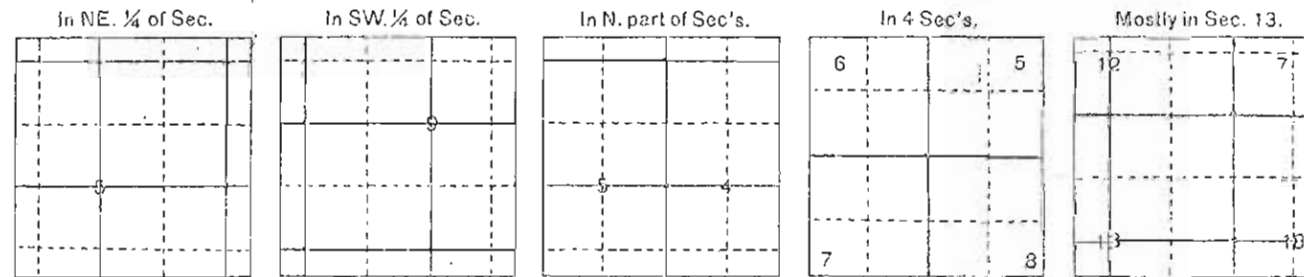 In NE. ¼ of Sec.
In SW. ¼ of Sec.
In N. part of Sec's.
In 4 Sec's.
Mostly in Sec. 13.
5
9
5 4
6 5
7 8
12 7
13 18